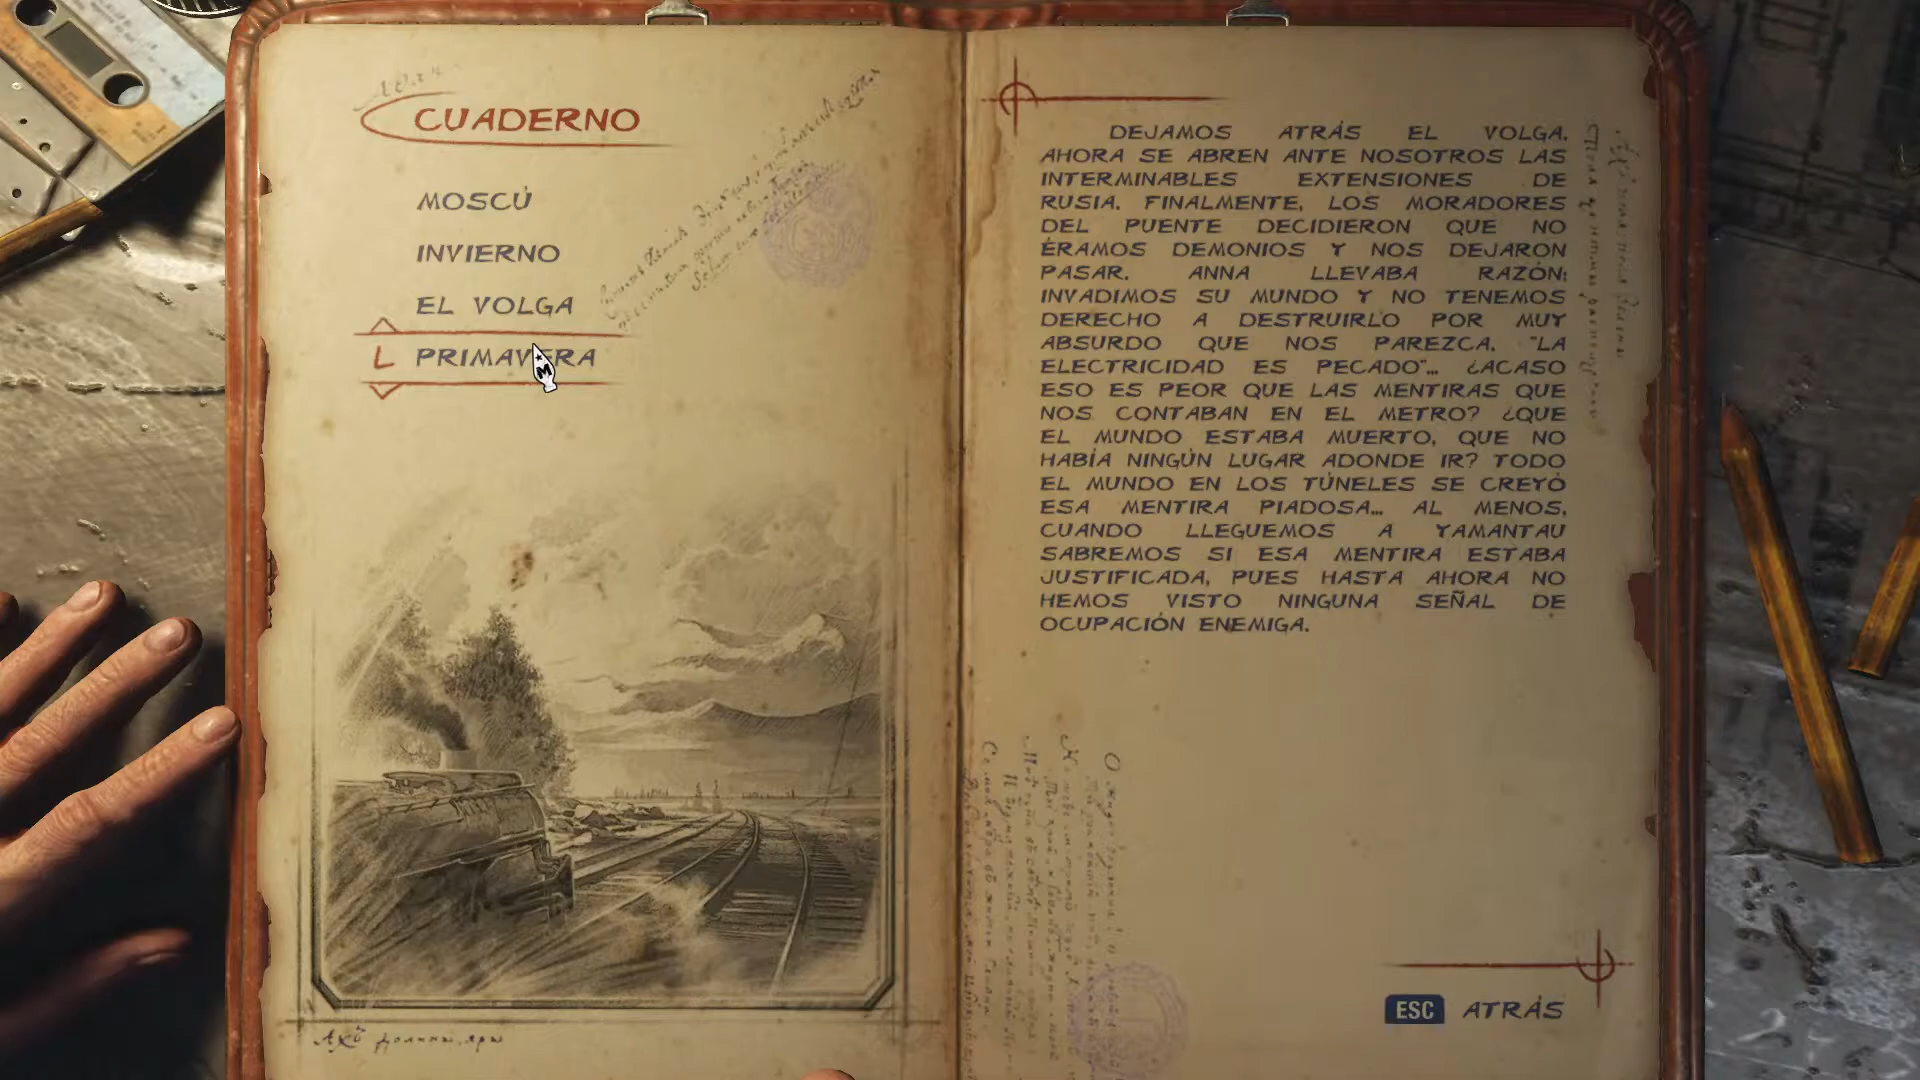 CUADERNO
MOSCÚ
INVIERNO
EL VOLGA
L PRIMAVERA
DEJAMOS ATRÁS EL VOLGA.
AHORA SE ABREN ANTE NOSOTROS LAS
INTERMINABLES EXTENSIONES DE
RUSIA. FINALMENTE, LOS MORADORES
DEL PUENTE DECIDIERON QUE NO
ÉRAMOS DEMONIOS Y NOS DEJARON
PASAR. ANNA LLEVABA RAZÓN:
INVADIMOS SU MUNDO Y NO TENEMOS
DERECHO A DESTRUIRLO POR MUY
ABSURDO QUE NOS PAREZCA. "LA
ELECTRICIDAD ES PECADO"... ¿ACASO
ESO ES PEOR QUE LAS MENTIRAS QUE
NOS CONTABAN EN EL METRO? ¿QUE
EL MUNDO ESTABA MUERTO, QUE NO
HABÍA NINGÚN LUGAR ADONDE IR? TODO
EL MUNDO EN LOS TÚNELES SE CREYÓ
ESA MENTIRA PIADOSA... AL MENOS,
CUANDO LLEGUEMOS A YAMANTAU
SABREMOS SI ESA MENTIRA ESTABA
JUSTIFICADA, PUES HASTA AHORA NO
HEMOS VISTO NINGUNA SEÑAL DE
OCUPACIÓN ENEMIGA.
ESC ATRÁS